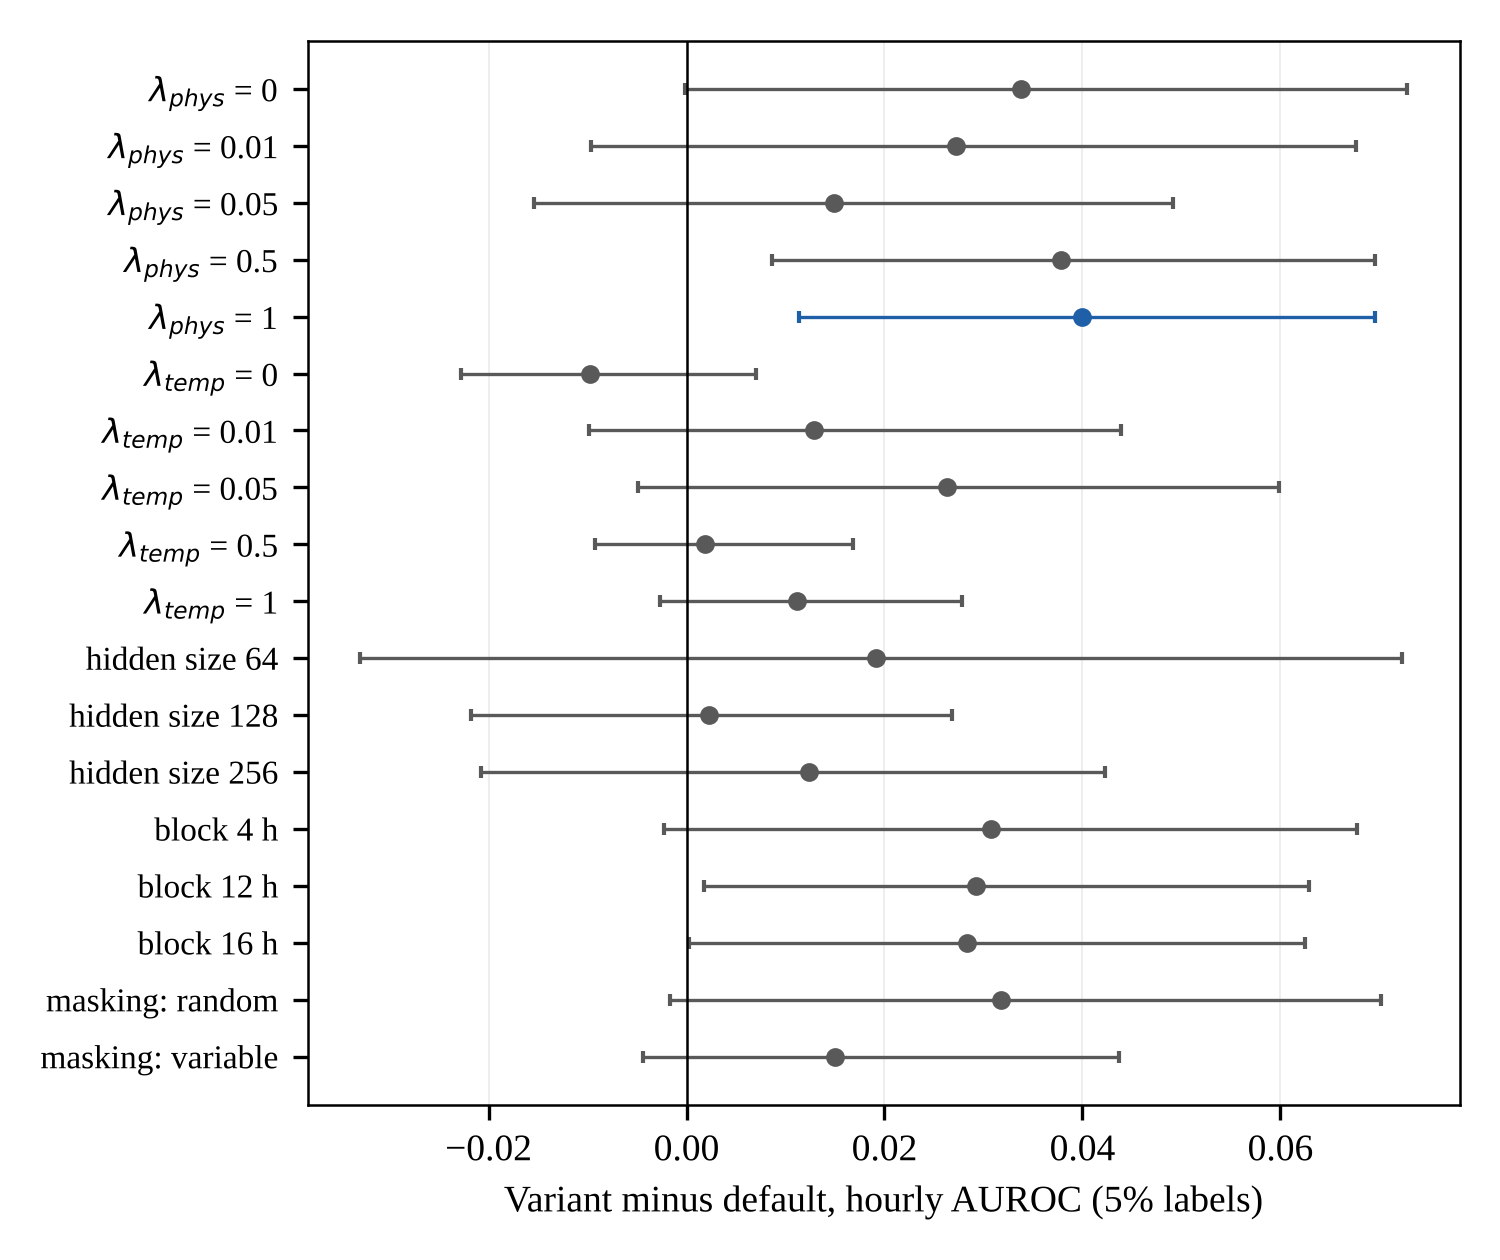 λphys = 0
λphys = 0.01
λphys = 0.05
λphys = 0.5
λphys = 1
λtemp = 0
λtemp = 0.01
λtemp = 0.05
λtemp = 0.5
λtemp = 1
hidden size 64
hidden size 128
hidden size 256
block 4 h
block 12 h
block 16 h
masking: random
masking: variable
−0.02 0.00 0.02 0.04 0.06
Variant minus default, hourly AUROC (5% labels)